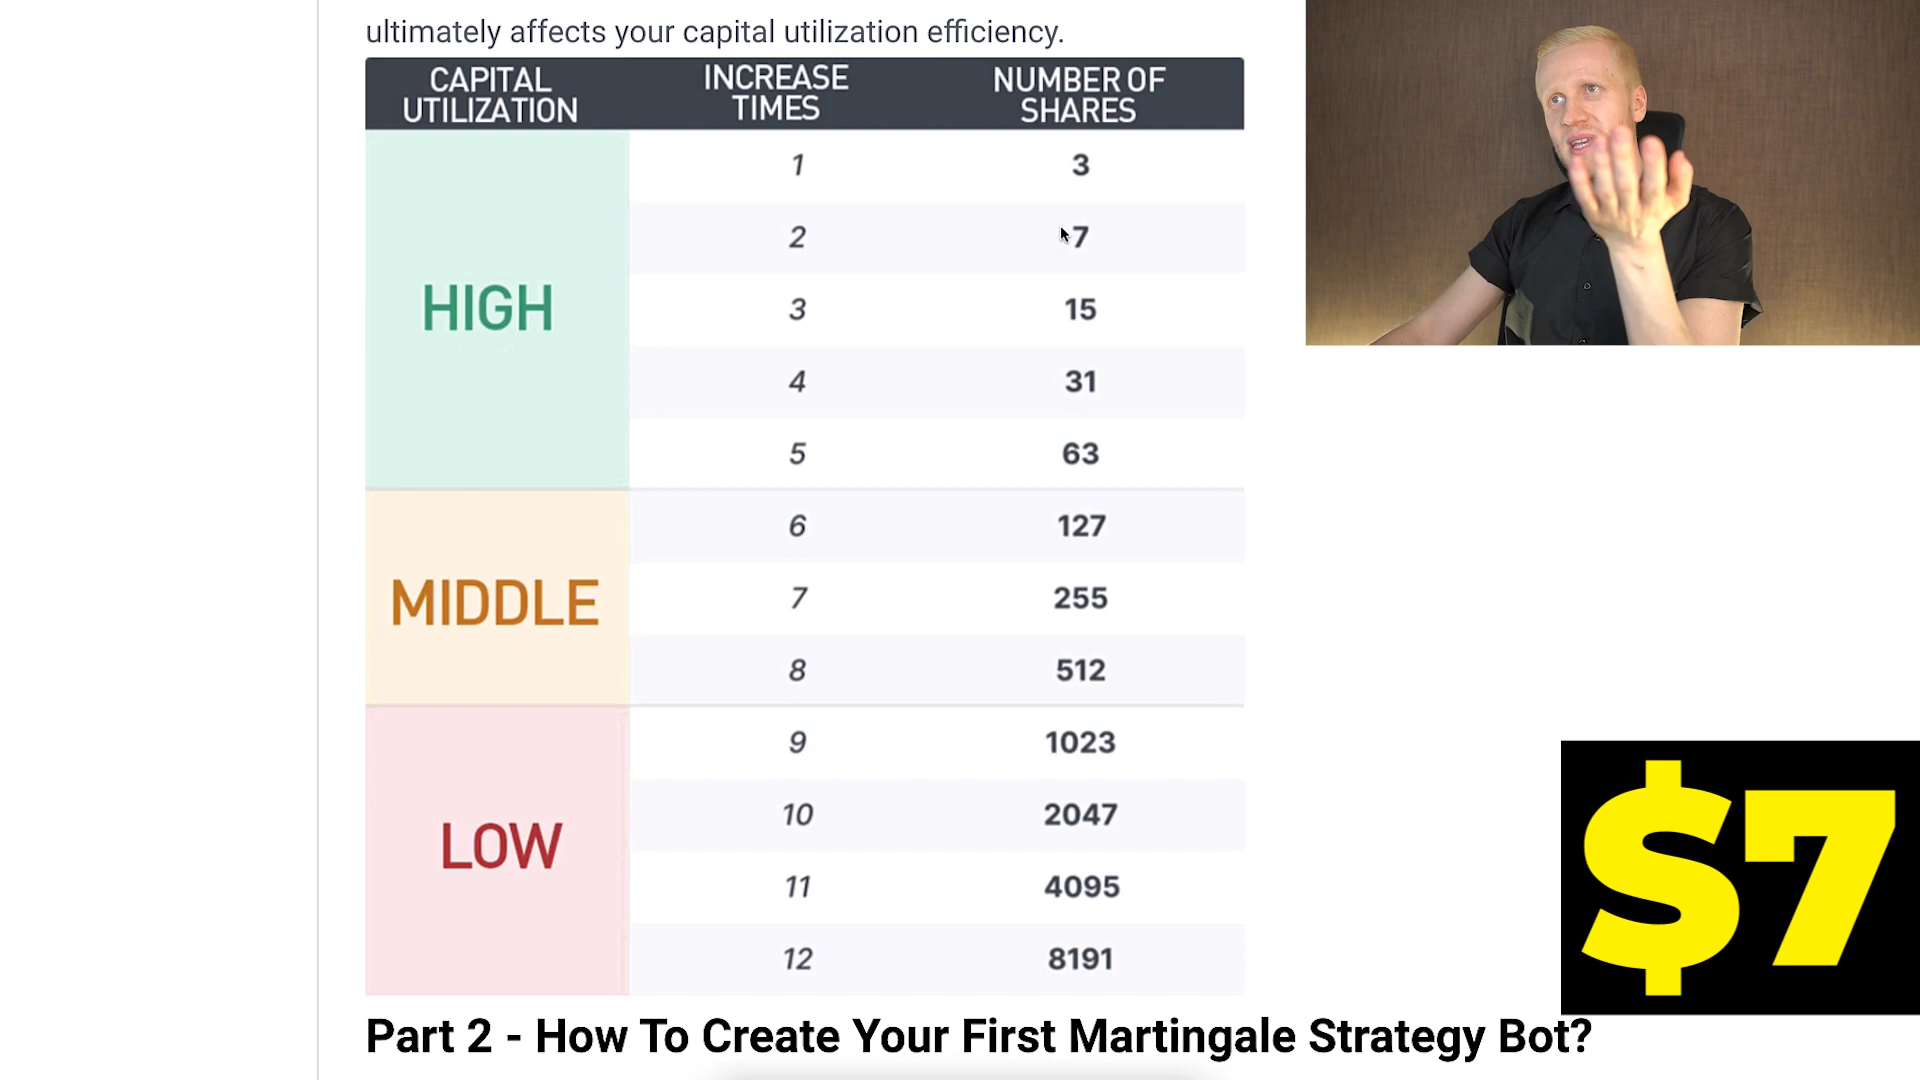 ultimately affects your capital utilization efficiency.
CAPITAL UTILIZATION INCREASE TIMES NUMBER OF SHARES
HIGH
1 3
2 7
3 15
4 31
5 63
MIDDLE
6 127
7 255
8 512
LOW
9 1023
10 2047
11 4095
12 8191
$7
Part 2 - How To Create Your First Martingale Strategy Bot?